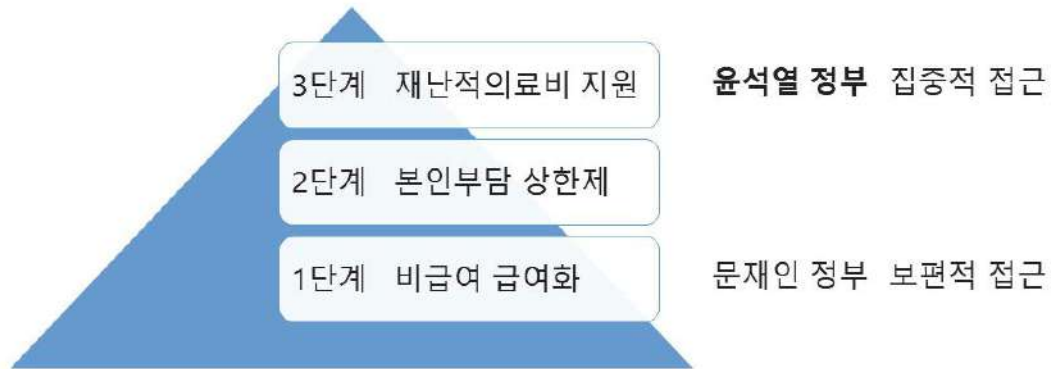 3단계 재난적의료비 지원 윤석열 정부 집중적 접근
2단계 본인부담 상한제
1단계 비급여 급여화 문재인 정부 보편적 접근